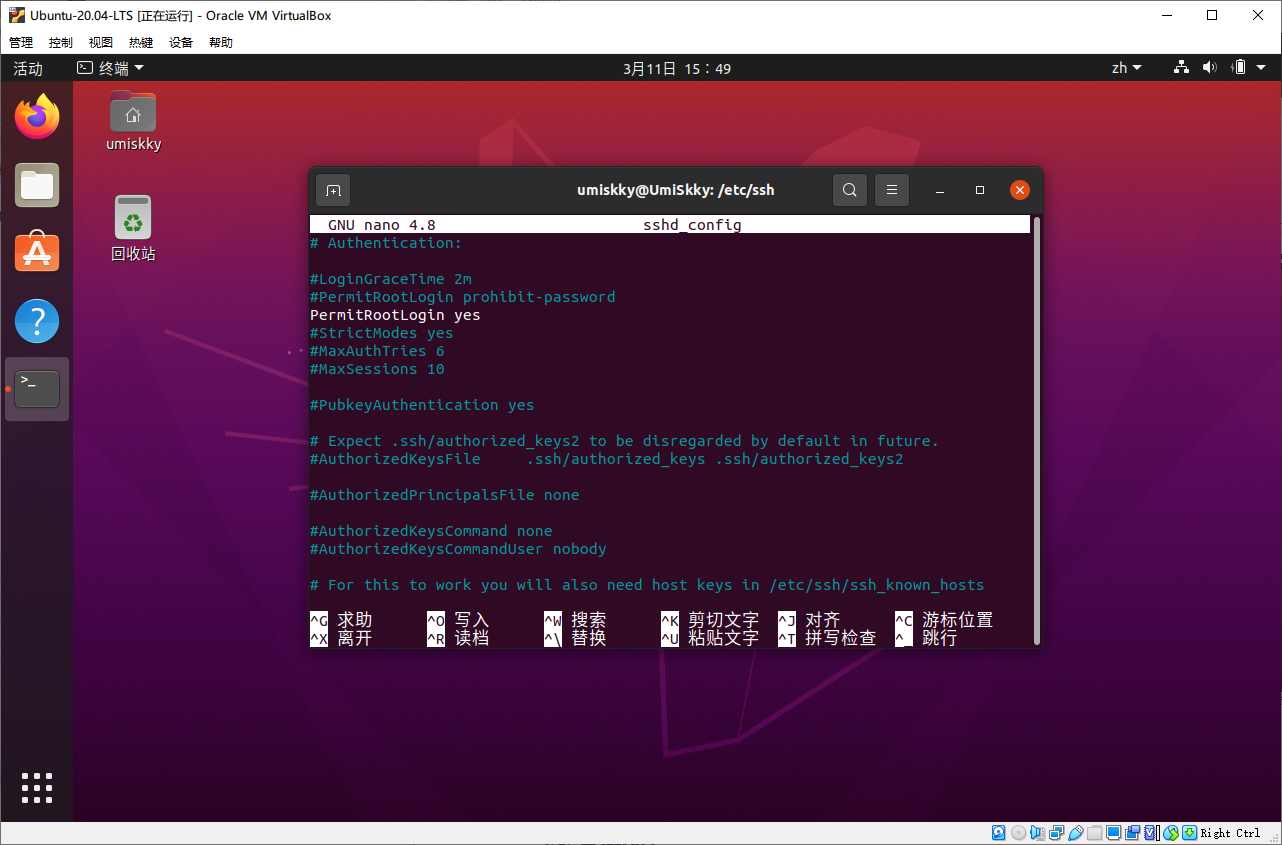 Ubuntu-20.04-LTS [正在运行] - Oracle VM VirtualBox
管理 控制 视图 热键 设备 帮助
活动 终端 3月11日 15：49 zh
umiskky
回收站
umiskky@UmiSkky: /etc/ssh
GNU nano 4.8 sshd_config
# Authentication:
#LoginGraceTime 2m
#PermitRootLogin prohibit-password
PermitRootLogin yes
#StrictModes yes
#MaxAuthTries 6
#MaxSessions 10
#PubkeyAuthentication yes
# Expect .ssh/authorized_keys2 to be disregarded by default in future.
#AuthorizedKeysFile .ssh/authorized_keys .ssh/authorized_keys2
#AuthorizedPrincipalsFile none
#AuthorizedKeysCommand none
#AuthorizedKeysCommandUser nobody
# For this to work you will also need host keys in /etc/ssh/ssh_known_hosts
^G 求助 ^O 写入 ^W 搜索 ^K 剪切文字 ^J 对齐 ^C 游标位置
^X 离开 ^R 读档 ^\ 替换 ^U 粘贴文字 ^T 拼写检查 ^_ 跳行
Right Ctrl